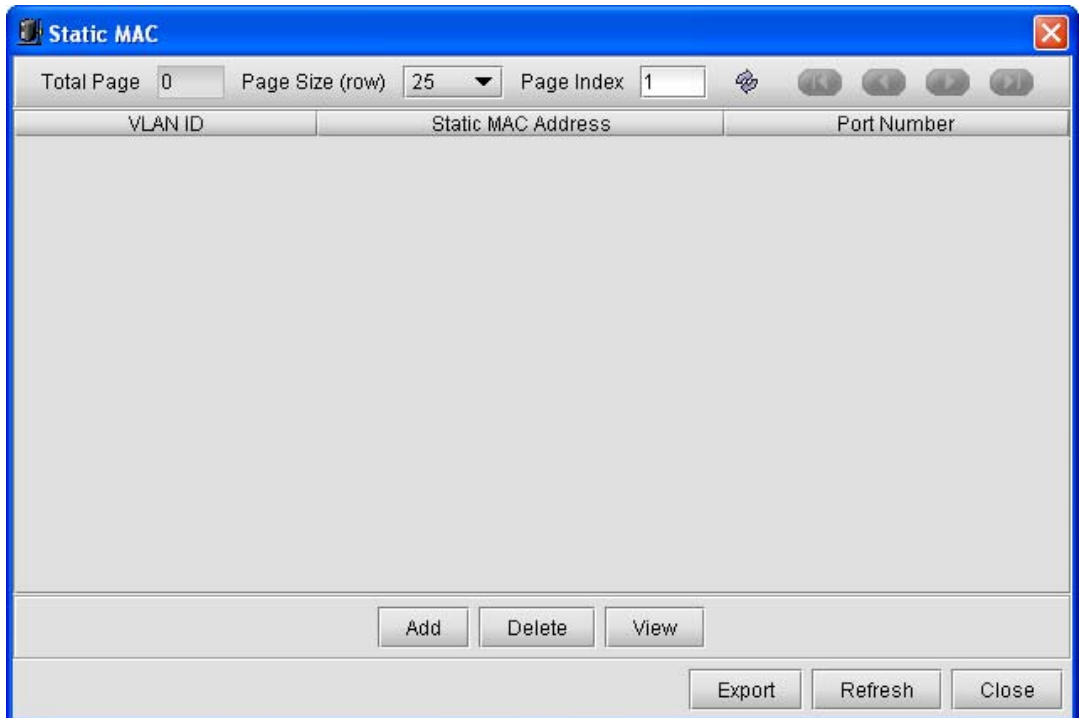 Static MAC
Total Page 0 Page Size (row) 25 Page Index 1
VLAN ID Static MAC Address Port Number
Add Delete View
Export Refresh Close